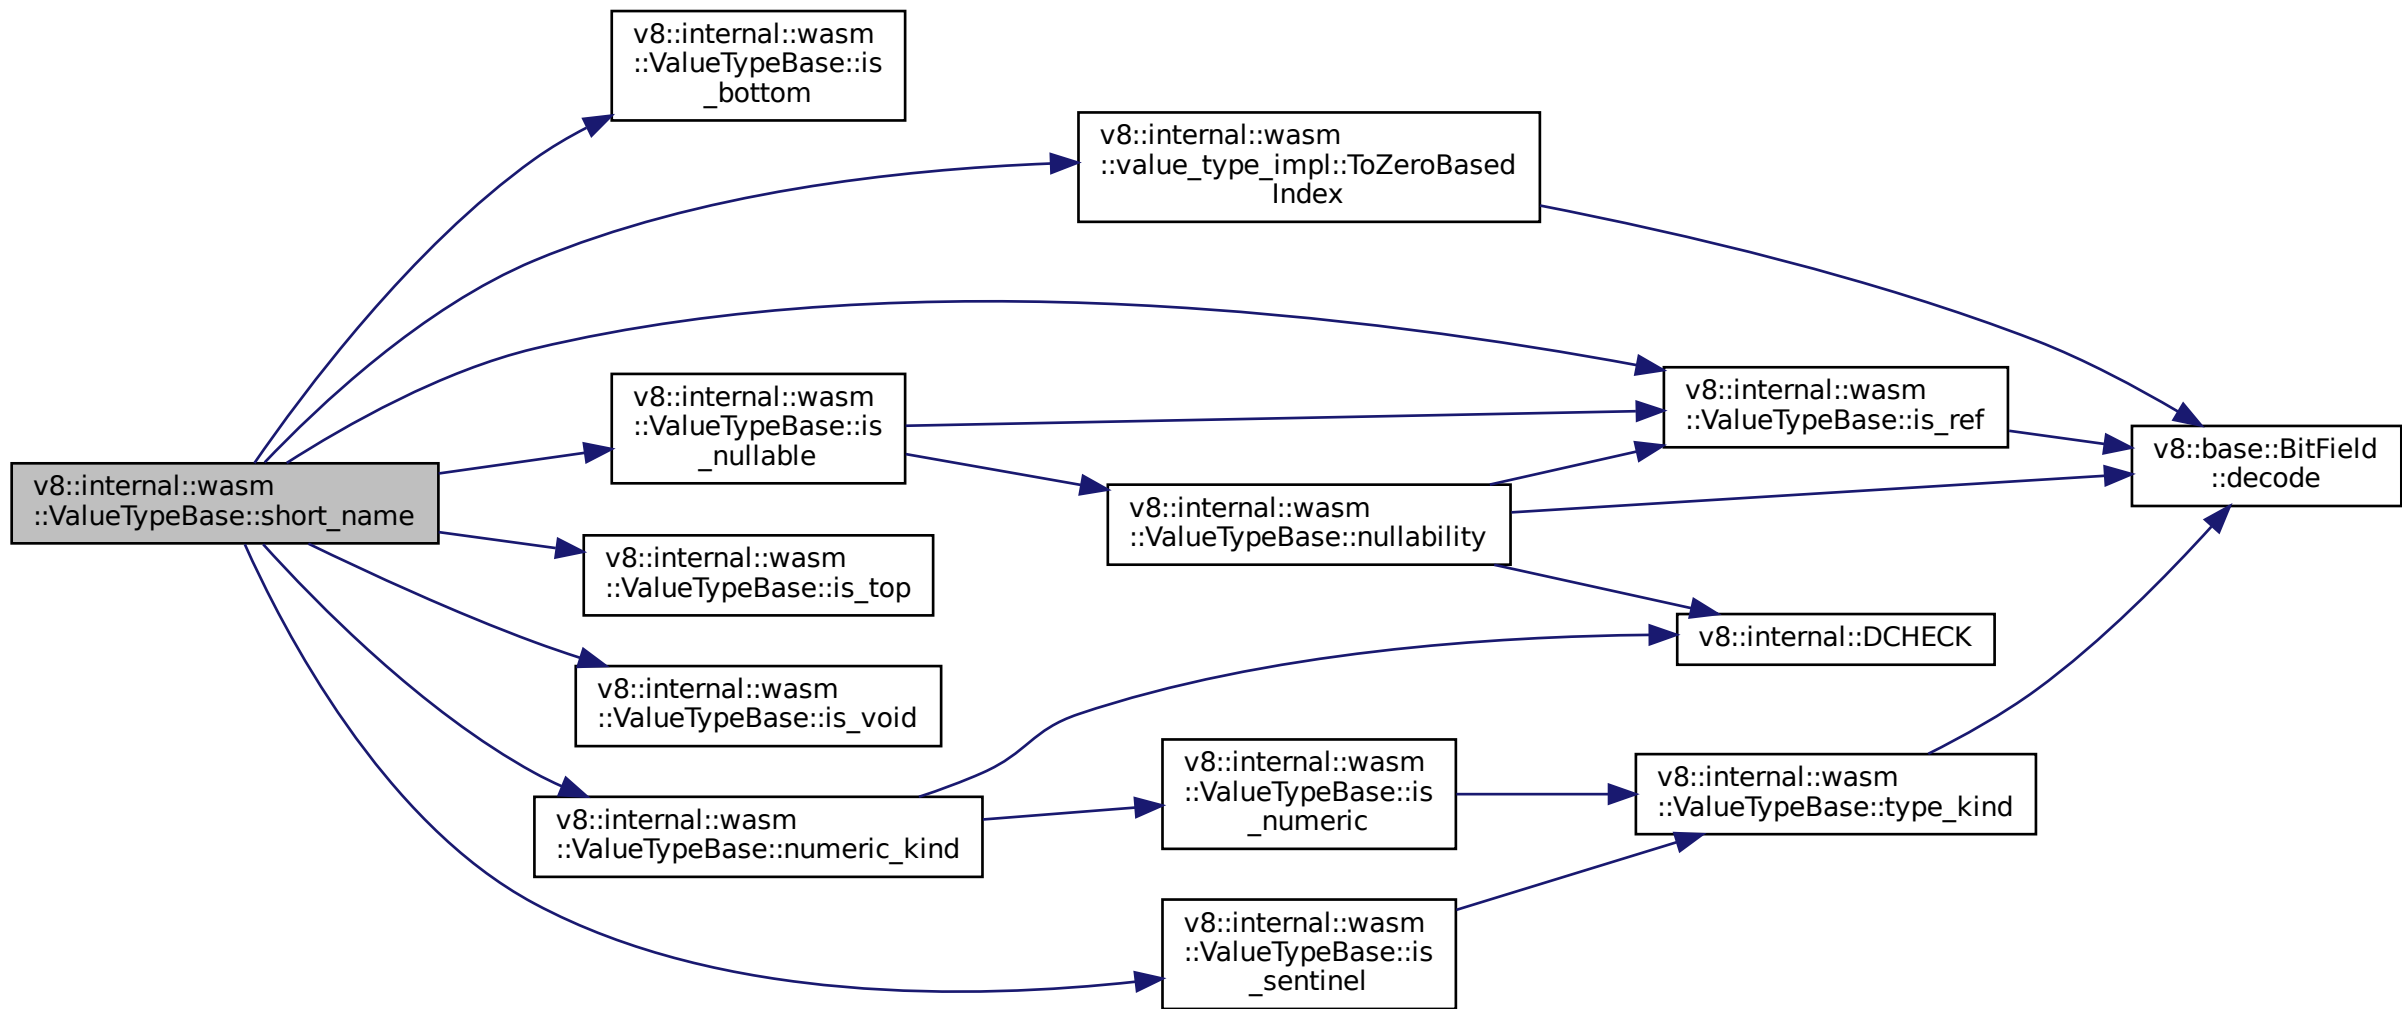 v8::internal::wasm
::ValueTypeBase::is
_bottom
v8::internal::wasm
::value_type_impl::ToZeroBased
Index
v8::internal::wasm
::ValueTypeBase::is
_nullable
v8::internal::wasm
::ValueTypeBase::is_ref
v8::base::BitField
::decode
v8::internal::wasm
::ValueTypeBase::short_name
v8::internal::wasm
::ValueTypeBase::nullability
v8::internal::wasm
::ValueTypeBase::is_top
v8::internal::DCHECK
v8::internal::wasm
::ValueTypeBase::is_void
v8::internal::wasm
::ValueTypeBase::is
_numeric
v8::internal::wasm
::ValueTypeBase::type_kind
v8::internal::wasm
::ValueTypeBase::numeric_kind
v8::internal::wasm
::ValueTypeBase::is
_sentinel